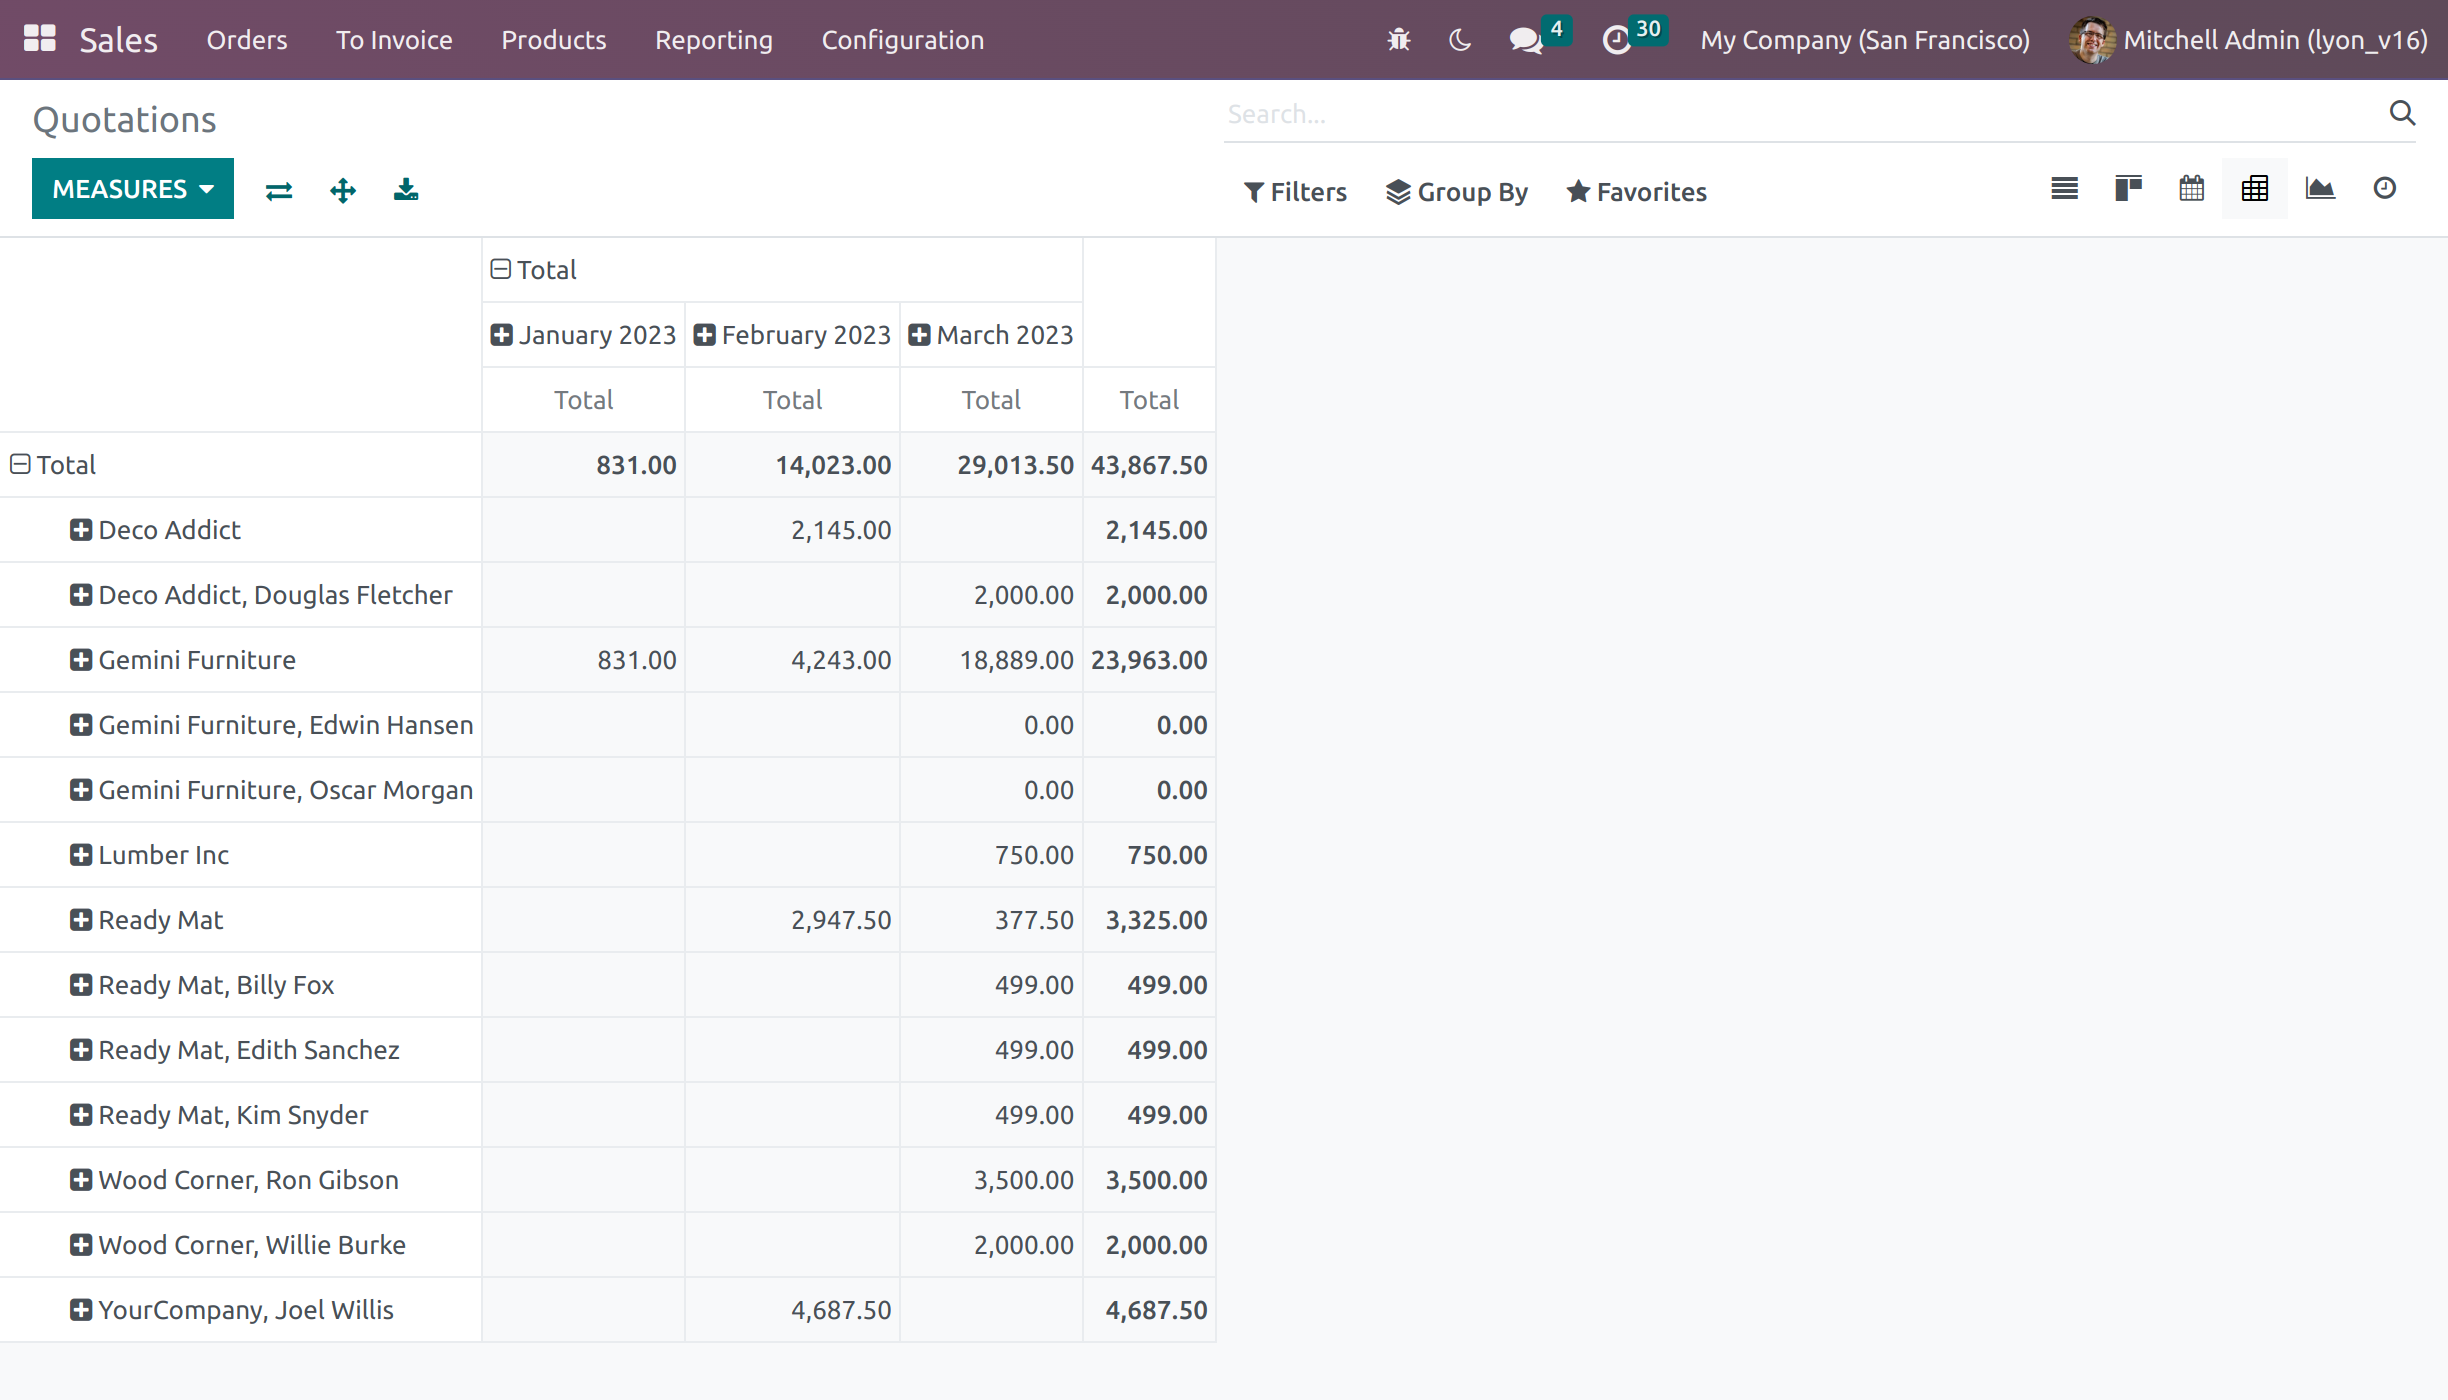 Sales Orders To Invoice Products Reporting Configuration 4 30 My Company (San Francisco) Mitchell Admin (lyon_v16)
Quotations Search...
MEASURES Filters Group By Favorites
Total
January 2023 February 2023 March 2023
Total Total Total Total
Total 831.00 14,023.00 29,013.50 43,867.50
Deco Addict 2,145.00 2,145.00
Deco Addict, Douglas Fletcher 2,000.00 2,000.00
Gemini Furniture 831.00 4,243.00 18,889.00 23,963.00
Gemini Furniture, Edwin Hansen 0.00 0.00
Gemini Furniture, Oscar Morgan 0.00 0.00
Lumber Inc 750.00 750.00
Ready Mat 2,947.50 377.50 3,325.00
Ready Mat, Billy Fox 499.00 499.00
Ready Mat, Edith Sanchez 499.00 499.00
Ready Mat, Kim Snyder 499.00 499.00
Wood Corner, Ron Gibson 3,500.00 3,500.00
Wood Corner, Willie Burke 2,000.00 2,000.00
YourCompany, Joel Willis 4,687.50 4,687.50